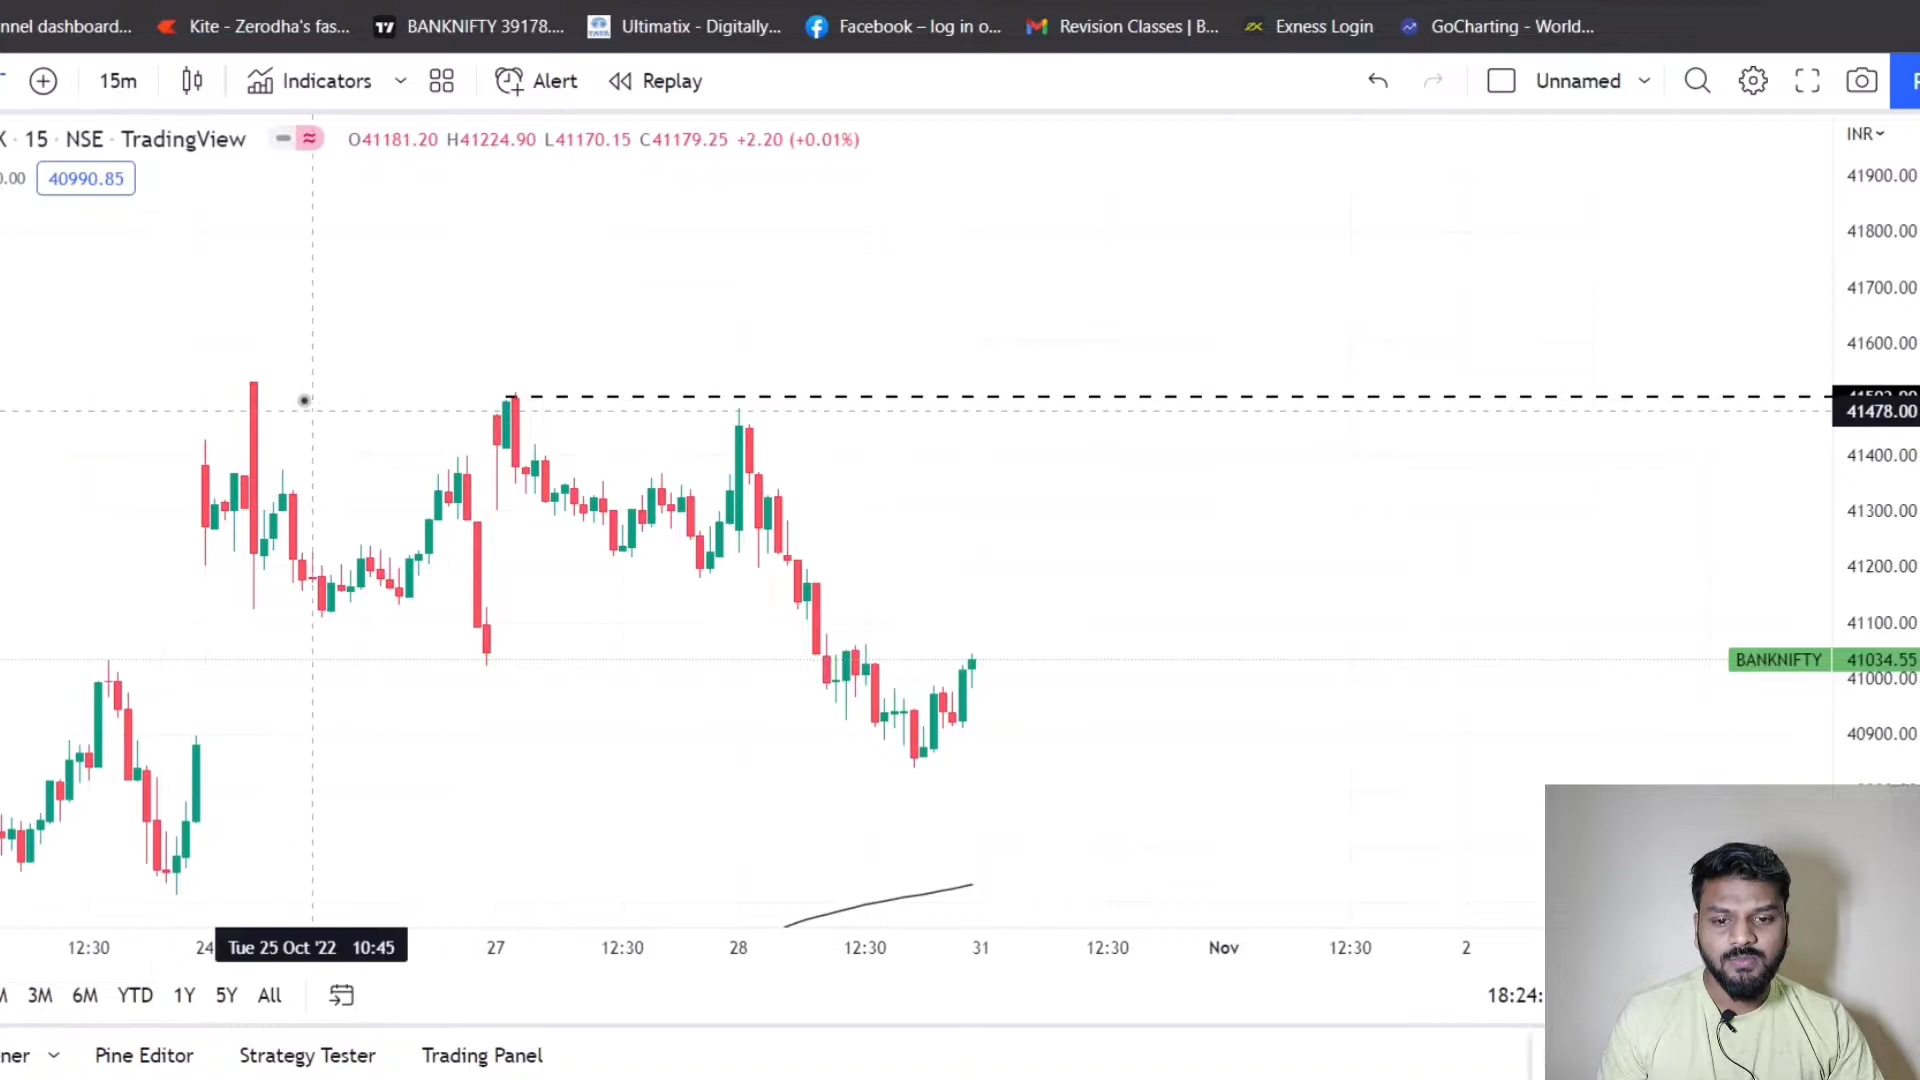 nnel dashboard... Kite - Zerodha's fas... BANKNIFTY 39178.... Ultimatix - Digitally... Facebook – log in o... Revision Classes | B... Exness Login GoCharting - World...
15m Indicators Alert Replay Unnamed
15 · NSE · TradingView O41181.20 H41224.90 L41170.15 C41179.25 +2.20 (+0.01%) INR
0.00 40990.85
41900.00
41800.00
41700.00
41600.00
41478.00
41400.00
41300.00
41200.00
41100.00
BANKNIFTY 41034.55
41000.00
40900.00
12:30 24 Tue 25 Oct '22 10:45 27 12:30 28 12:30 31 12:30 Nov 12:30 2
3M 6M YTD 1Y 5Y All 18:24:
ner Pine Editor Strategy Tester Trading Panel